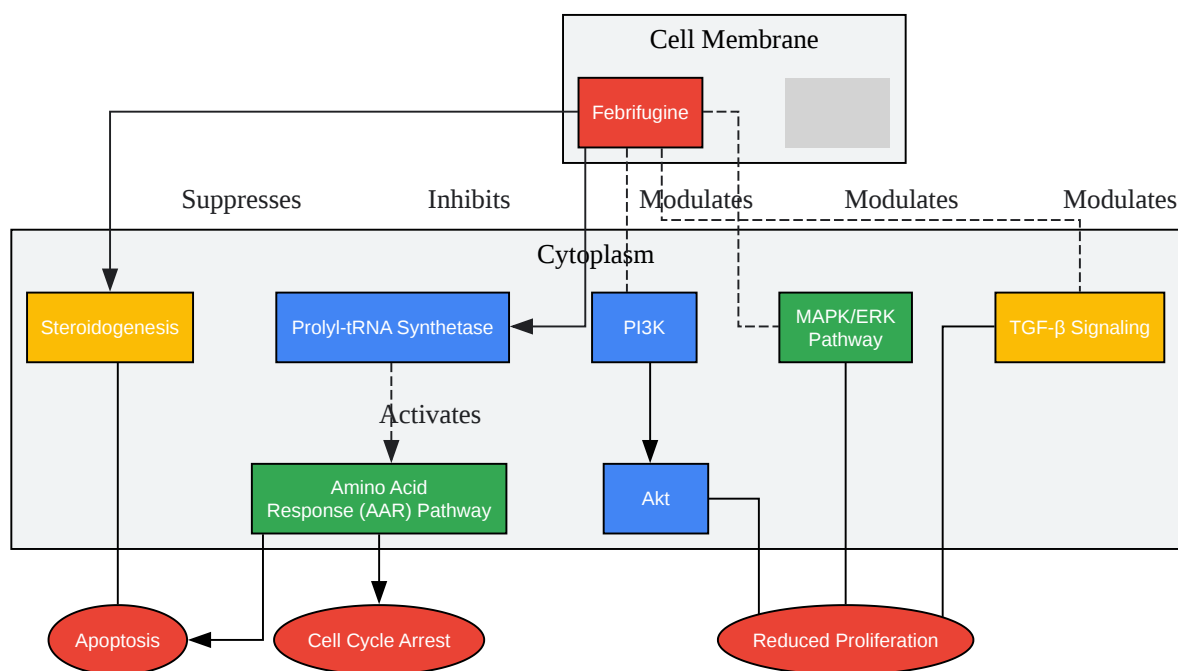 Cell Membrane
Febrifugine
Suppresses
Inhibits
Modulates
Modulates
Modulates
Cytoplasm
Steroidogenesis
Prolyl-tRNA Synthetase
PI3K
MAPK/ERK
Pathway
TGF-β Signaling
Activates
Amino Acid
Response (AAR) Pathway
Akt
Apoptosis
Cell Cycle Arrest
Reduced Proliferation